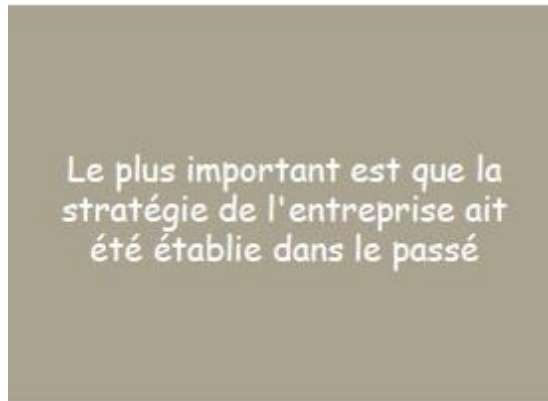 Le plus important est que la
stratégie de l'entreprise ait
été établie dans le passé